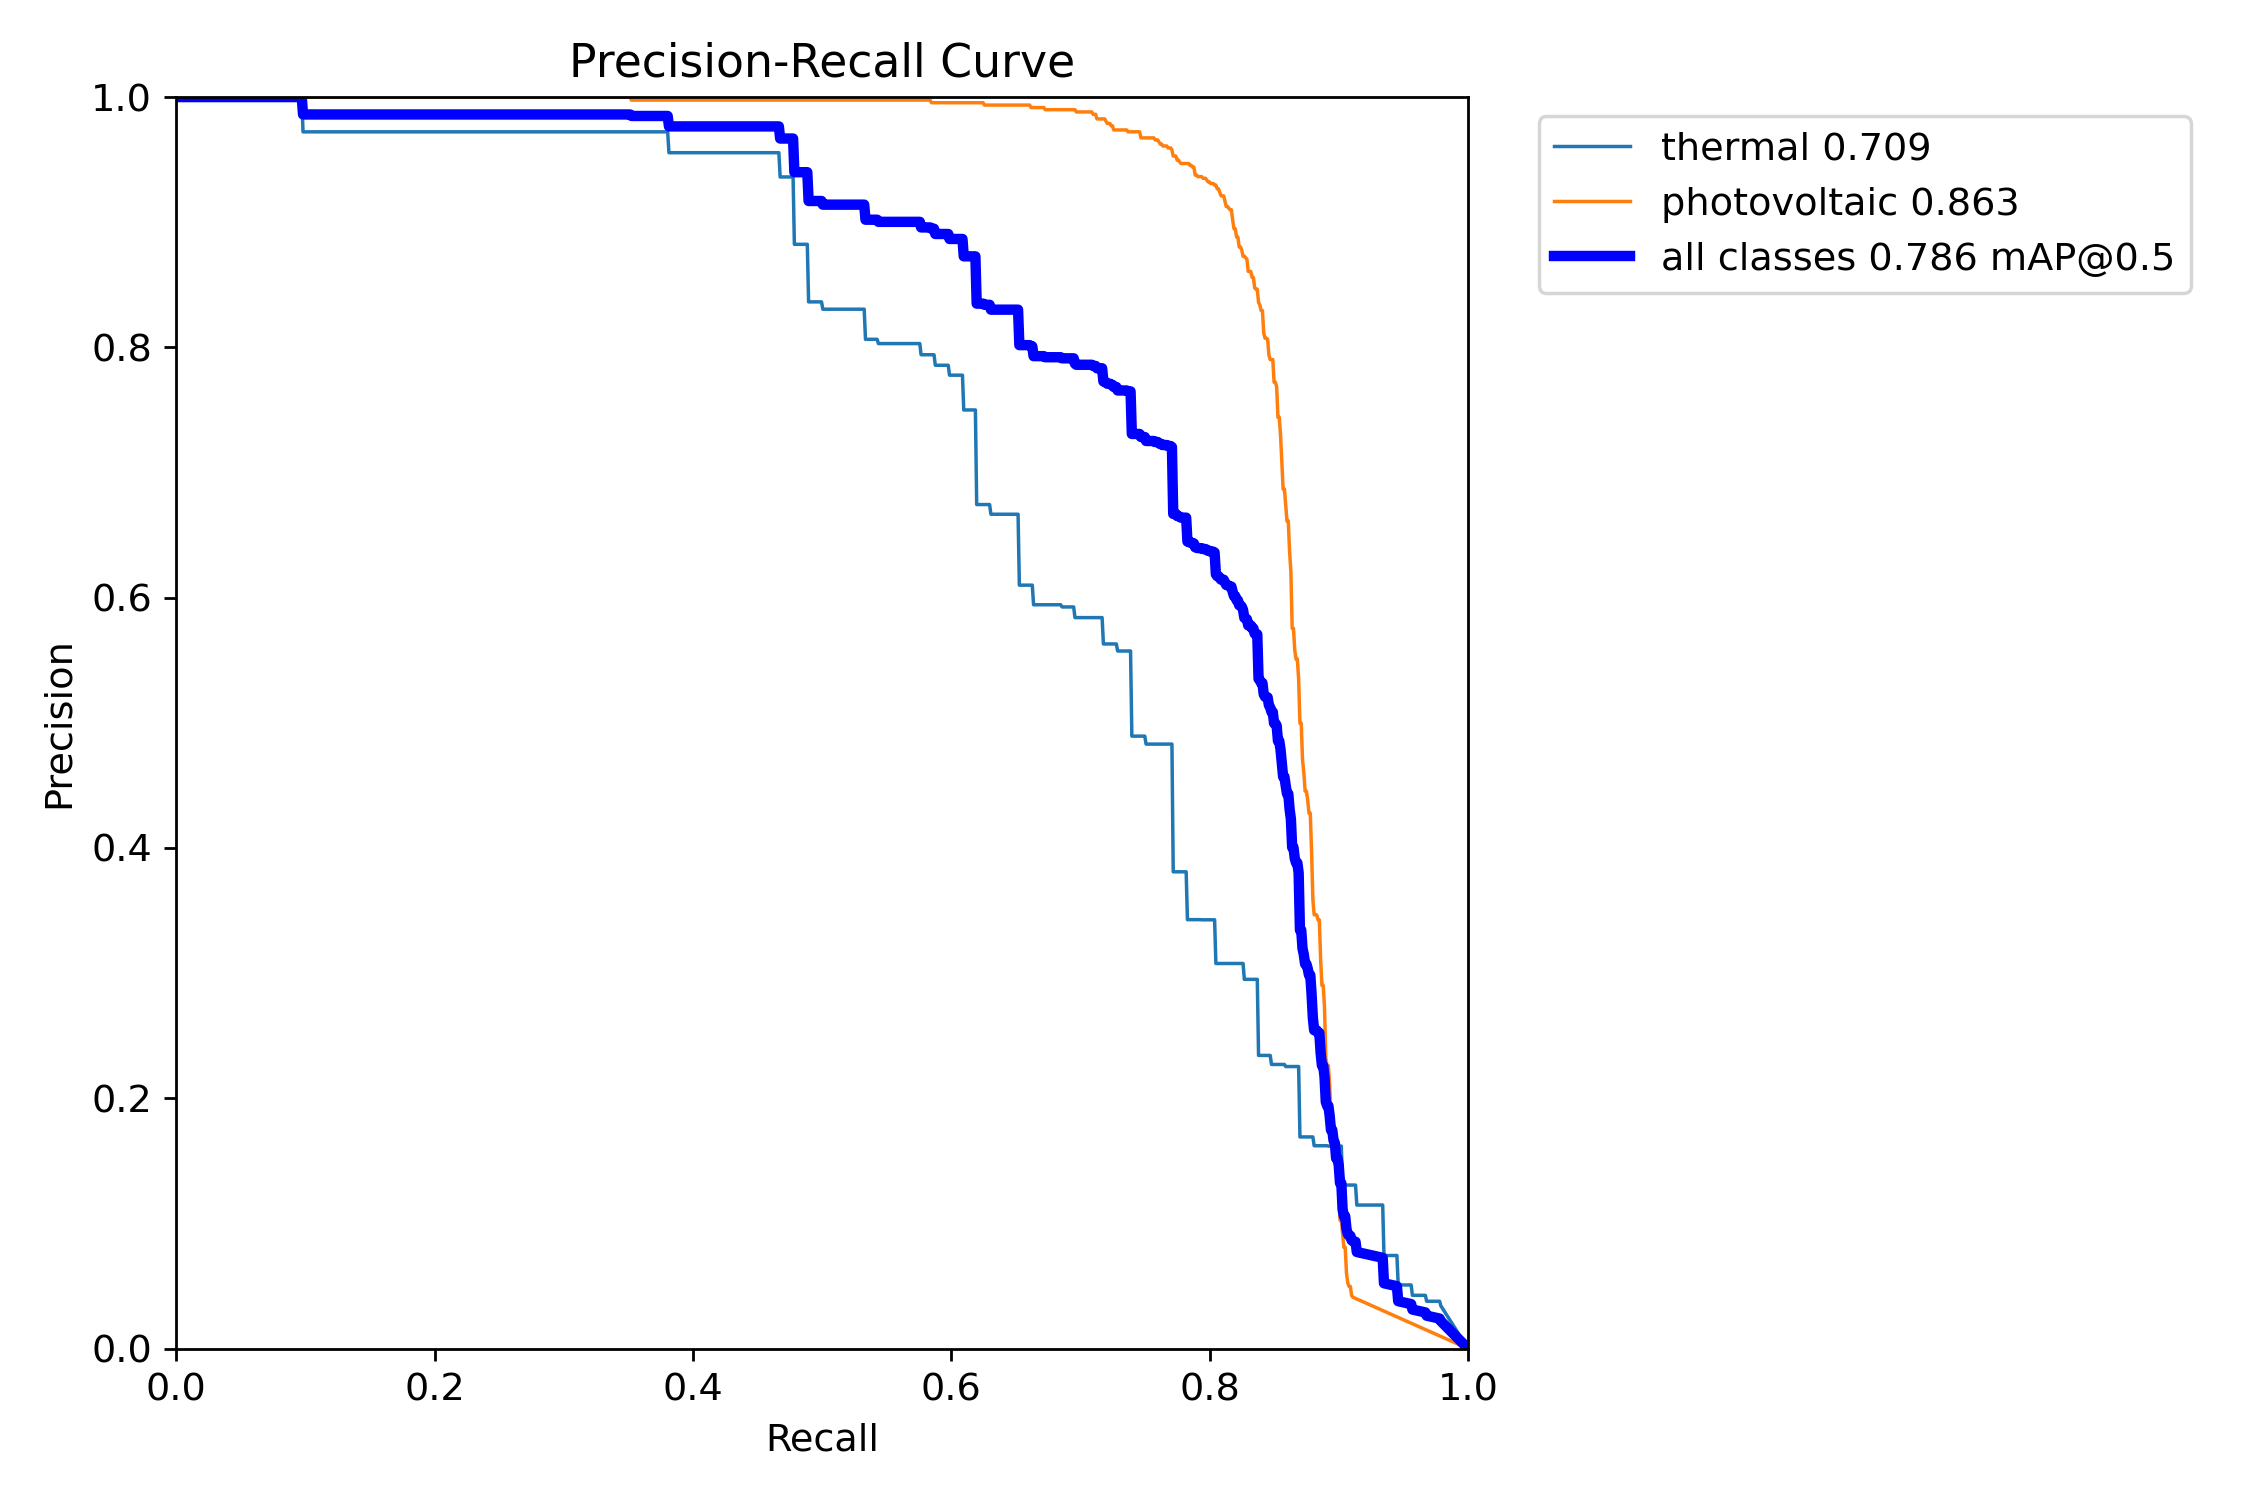 Precision-Recall Curve
1.0
0.8
0.6
0.4
0.2
0.0
Precision
0.0 0.2 0.4 0.6 0.8 1.0
Recall
thermal 0.709
photovoltaic 0.863
all classes 0.786 mAP@0.5